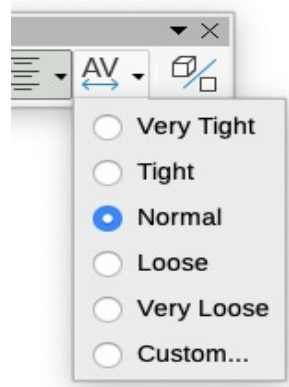 AV
Very Tight
Tight
Normal
Loose
Very Loose
Custom...